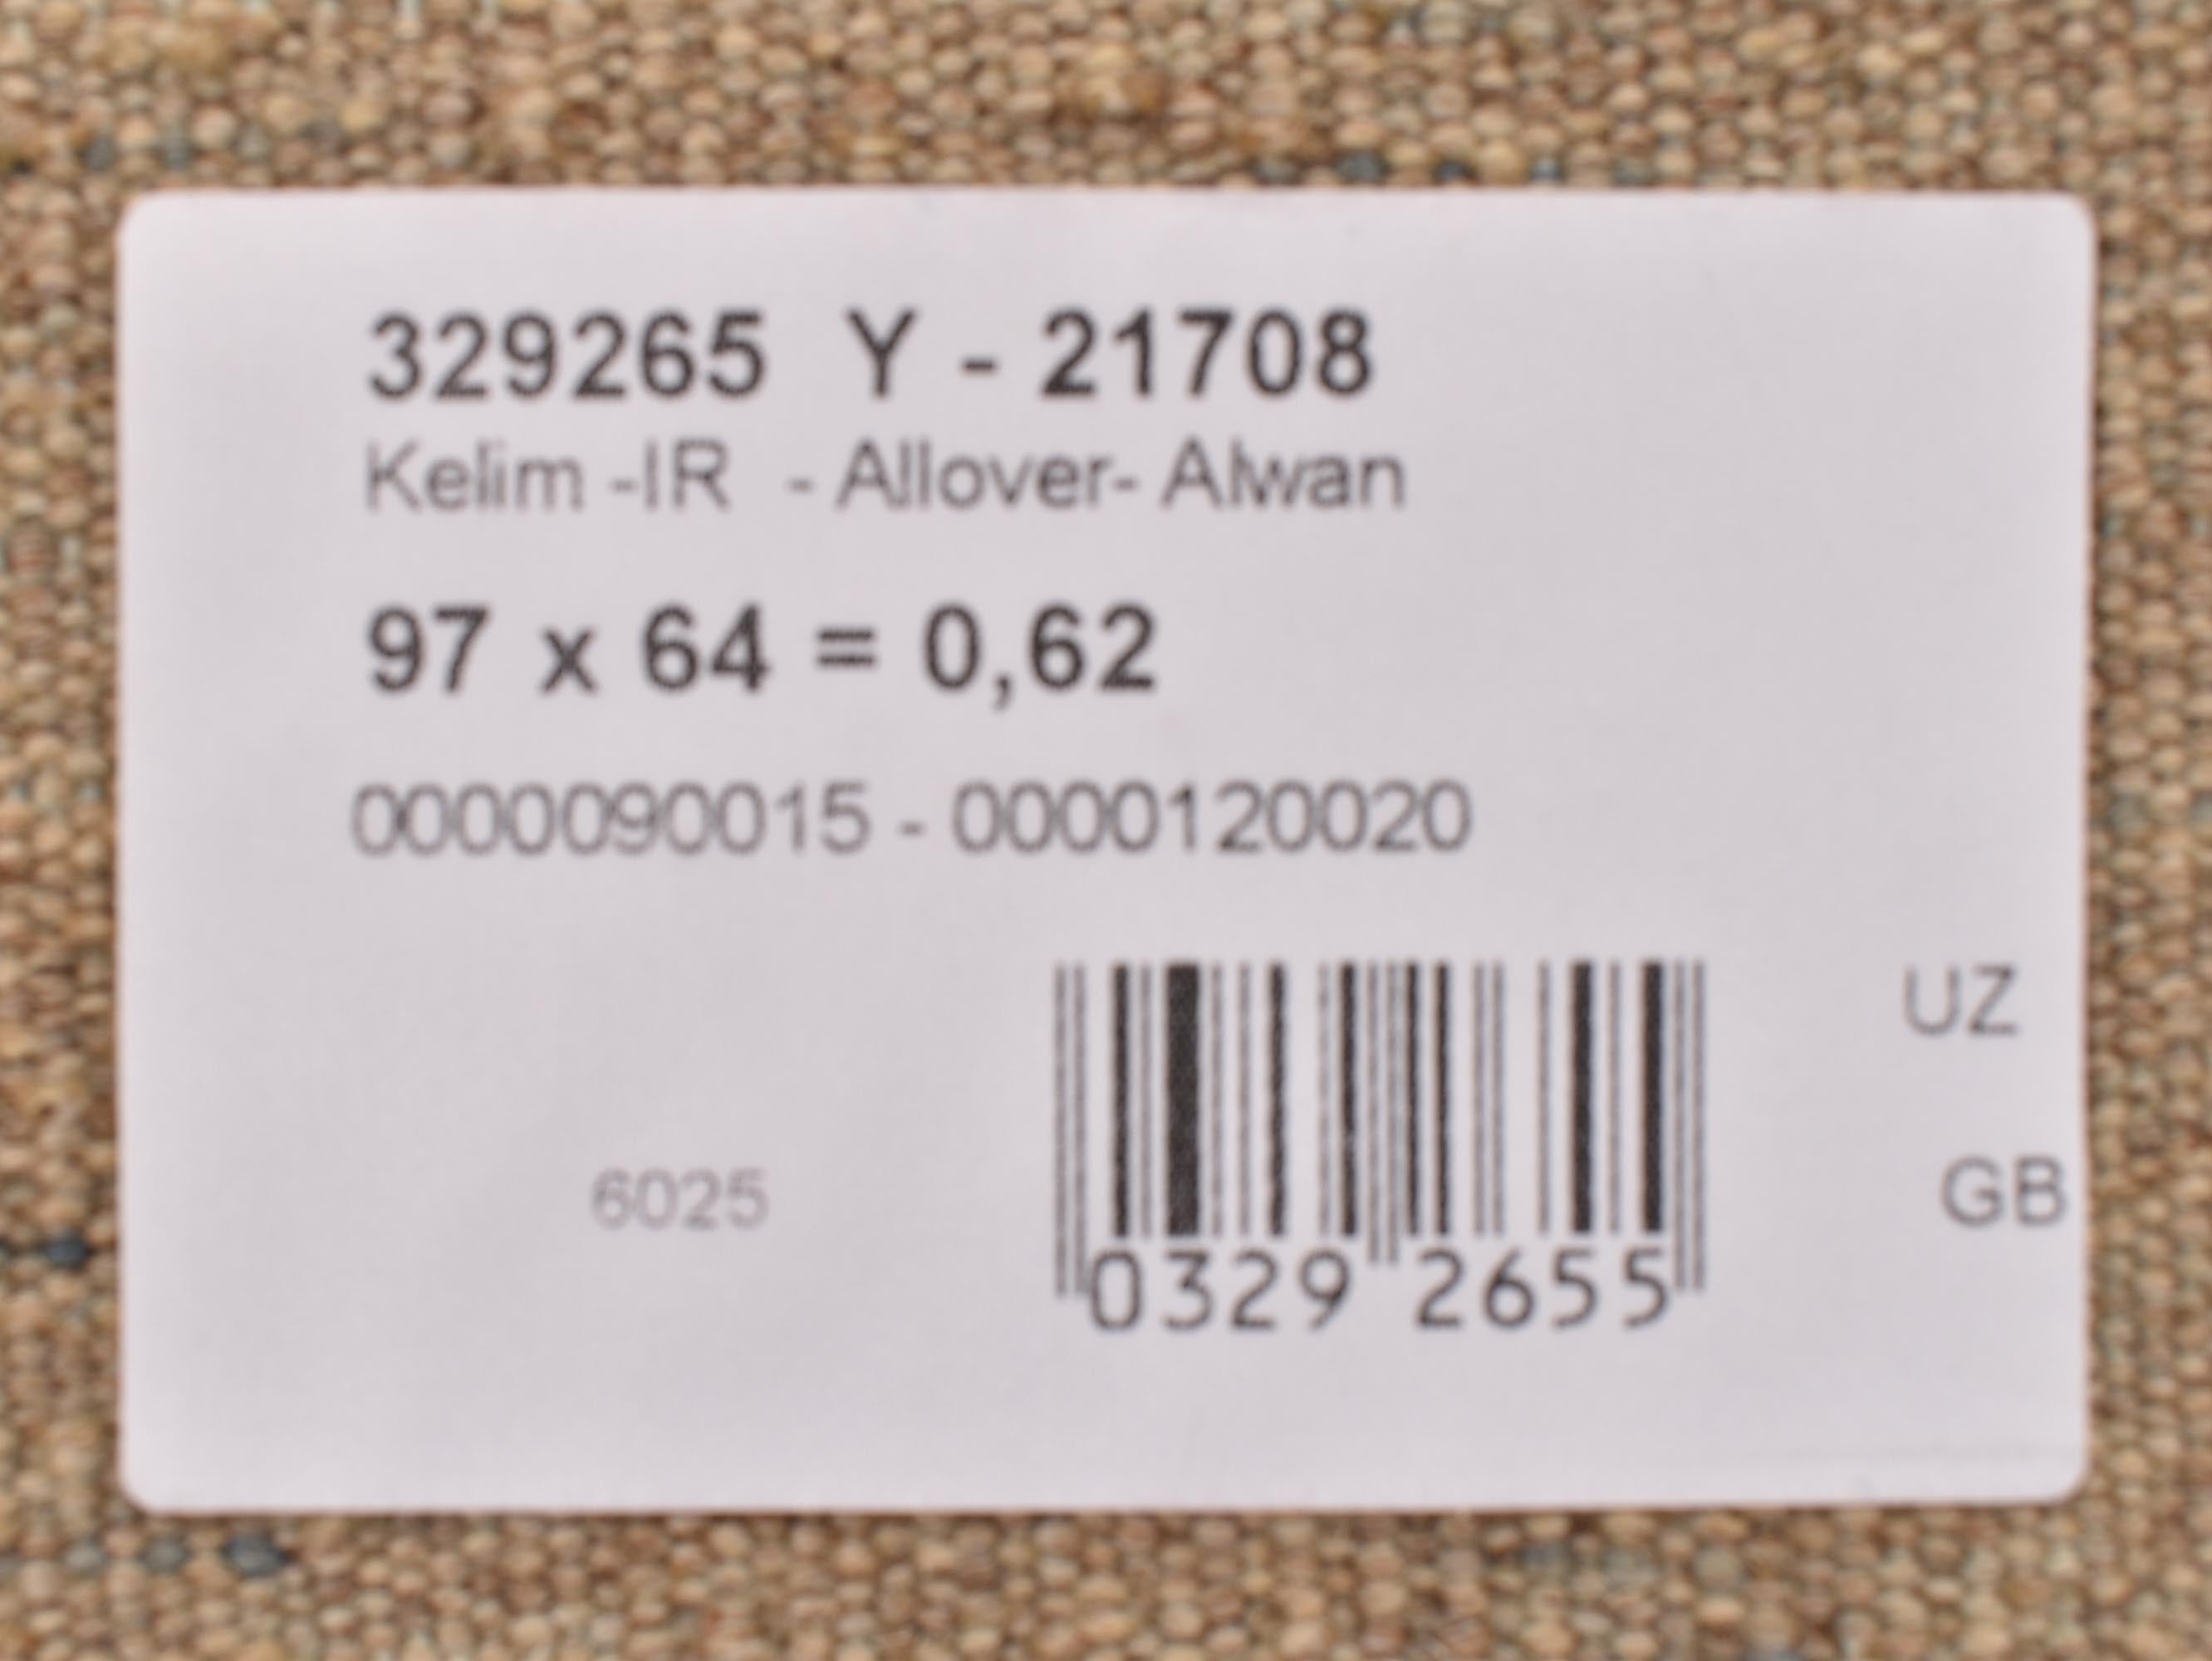 329265 Y - 21708
Kelim -IR - Allover- Alwan
97 x 64 = 0,62
0000090015 - 0000120020
UZ
6025
GB
0329 2655